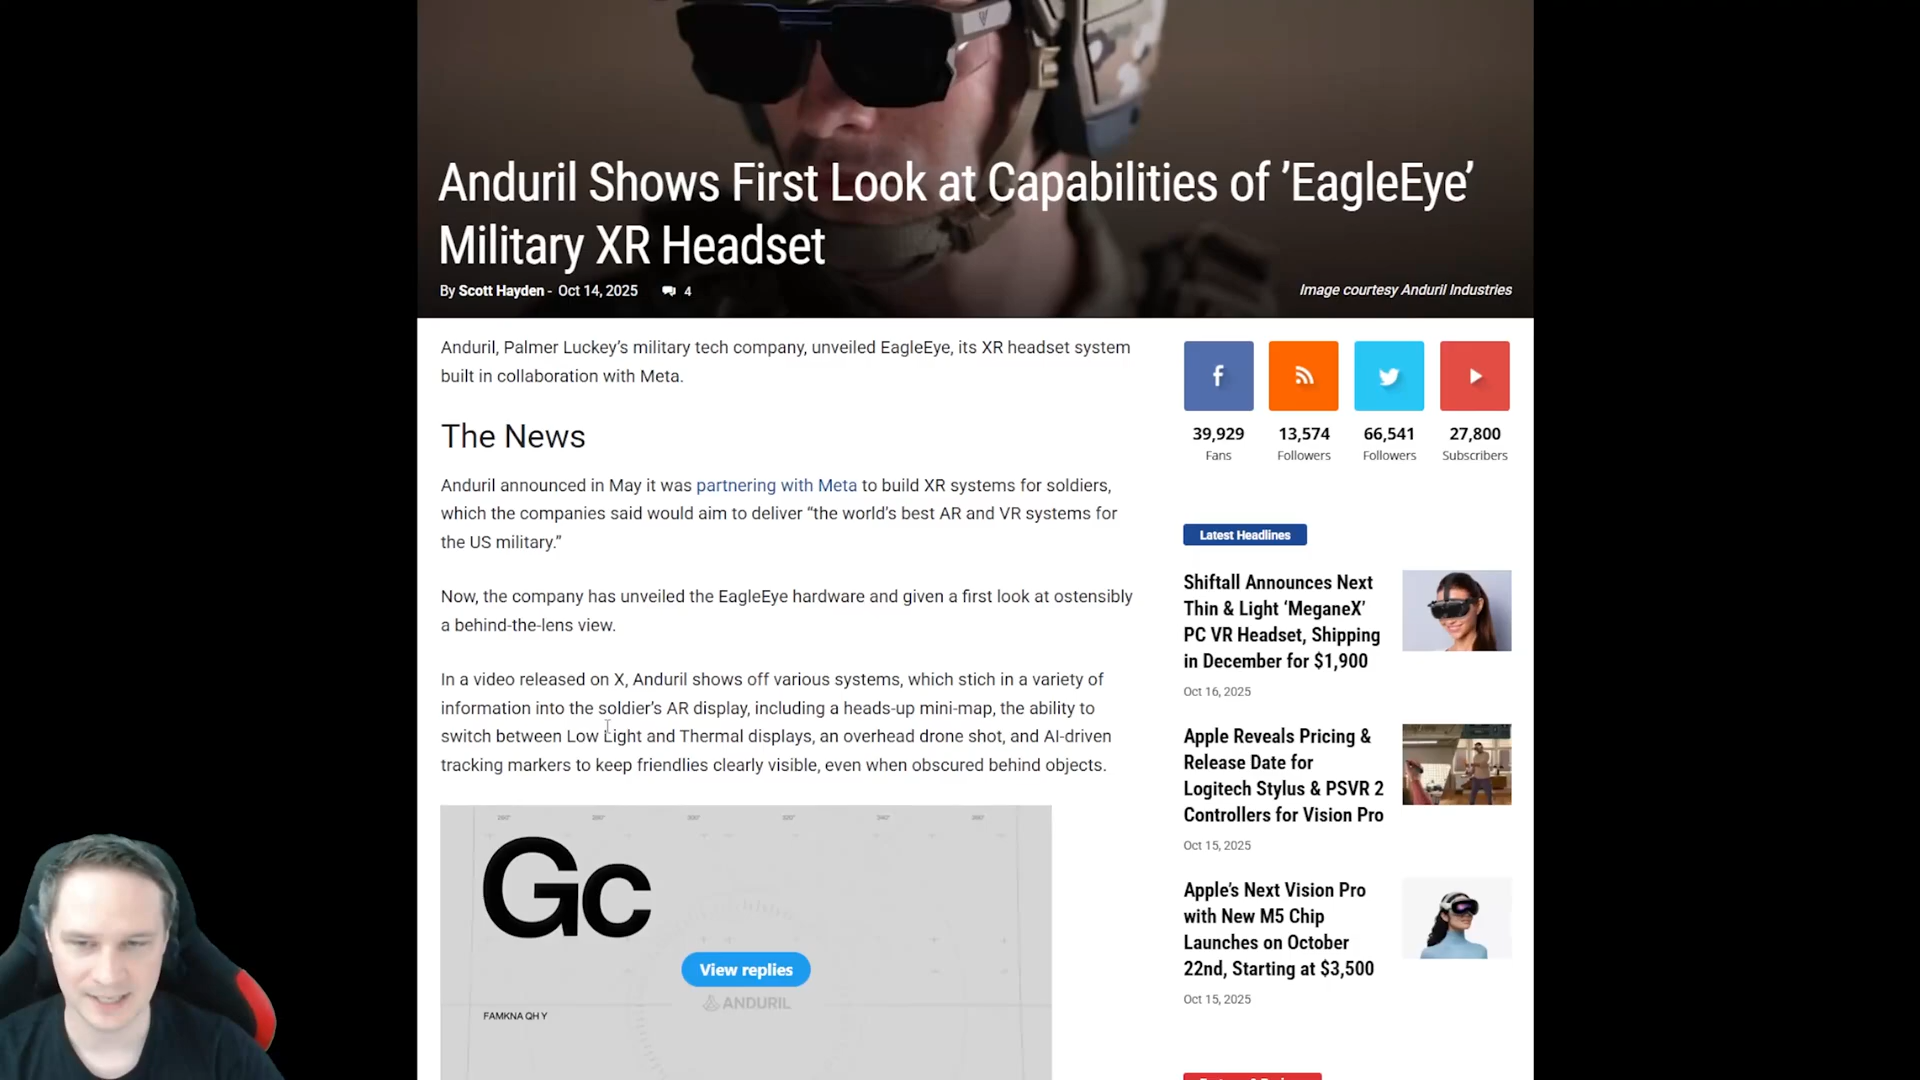 Anduril Shows First Look at Capabilities of ’EagleEye’
Military XR Headset
By Scott Hayden - Oct 14, 2025 4
Image courtesy Anduril Industries
Anduril, Palmer Luckey’s military tech company, unveiled EagleEye, its XR headset system
built in collaboration with Meta.
The News
Anduril announced in May it was partnering with Meta to build XR systems for soldiers,
which the companies said would aim to deliver “the world’s best AR and VR systems for
the US military.”
Now, the company has unveiled the EagleEye hardware and given a first look at ostensibly
a behind-the-lens view.
In a video released on X, Anduril shows off various systems, which stich in a variety of
information into the soldier’s AR display, including a heads-up mini-map, the ability to
switch between Low Light and Thermal displays, an overhead drone shot, and AI-driven
tracking markers to keep friendlies clearly visible, even when obscured behind objects.
Gc
View replies
ANDURIL
FAMKNA QH Y
39,929
Fans
13,574
Followers
66,541
Followers
27,800
Subscribers
Latest Headlines
Shiftall Announces Next
Thin & Light ‘MeganeX’
PC VR Headset, Shipping
in December for $1,900
Oct 16, 2025
Apple Reveals Pricing &
Release Date for
Logitech Stylus & PSVR 2
Controllers for Vision Pro
Oct 15, 2025
Apple’s Next Vision Pro
with New M5 Chip
Launches on October
22nd, Starting at $3,500
Oct 15, 2025